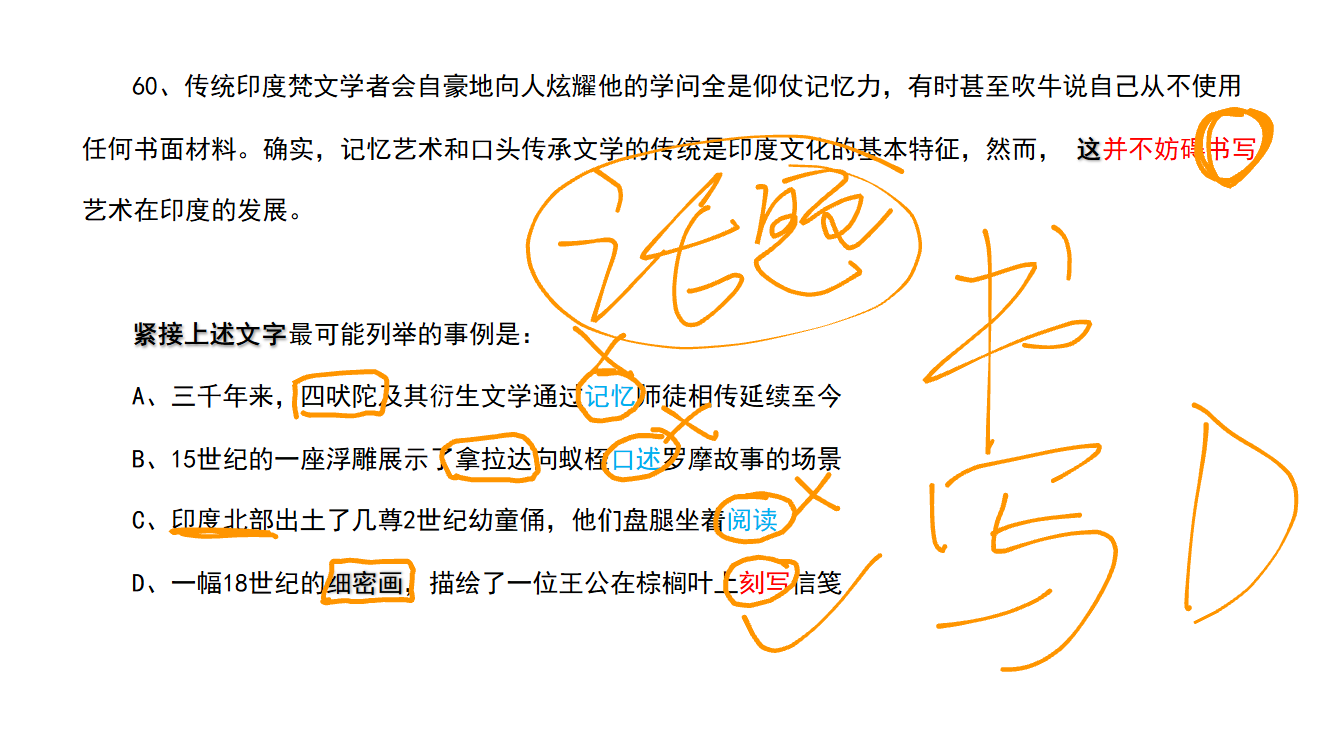 60、传统印度梵文学者会自豪地向人炫耀他的学问全是仰仗记忆力，有时甚至吹牛说自己从不使用
任何书面材料。确实，记忆艺术和口头传承文学的传统是印度文化的基本特征，然而， 这并不妨碍书写
艺术在印度的发展。
话题
书写 D
紧接上述文字最可能列举的事例是：
A、三千年来，四吠陀及其衍生文学通过记忆师徒相传延续至今
B、15世纪的一座浮雕展示了拿拉达向蚁桎口述罗摩故事的场景
C、印度北部出土了几尊2世纪幼童俑，他们盘腿坐着阅读
D、一幅18世纪的细密画，描绘了一位王公在棕榈叶上刻写信笺